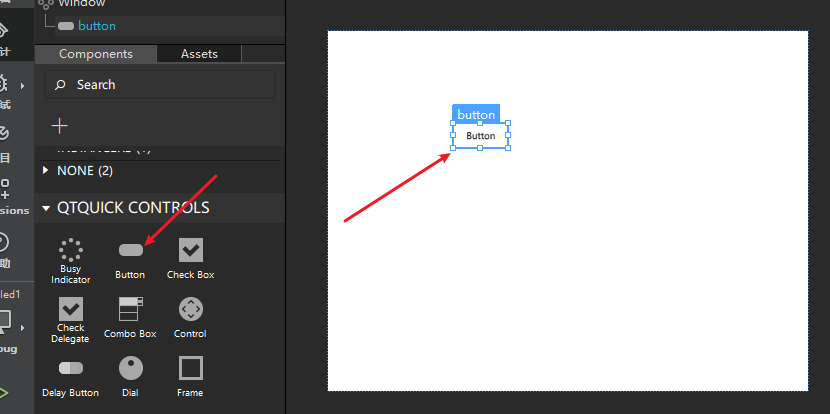 Window
button
Components
Assets
Search
NONE (2)
QTQUICK CONTROLS
Busy
Indicator
Button
Check Box
Check
Delegate
Combo Box
Control
Delay Button
Dial
Frame
button
Button
计
试
目
sions
助
led1
bug